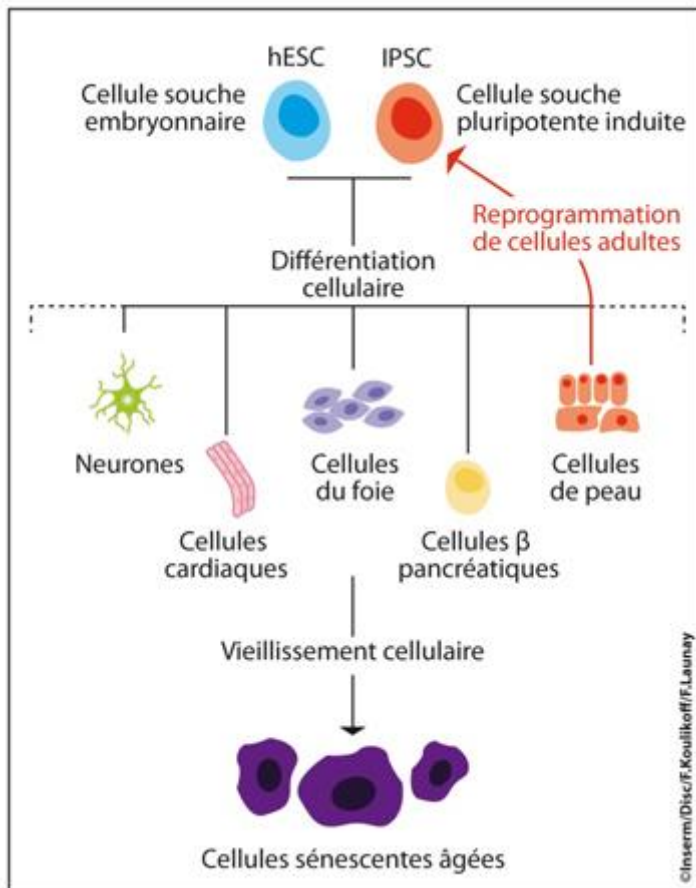 hESC
IPSC
Cellule souche
embryonnaire
Cellule souche
pluripotente induite
Reprogrammation
de cellules adultes
Différentiation
cellulaire
Neurones
Cellules
cardiaques
Cellules
du foie
Cellules β
pancréatiques
Cellules
de peau
Vieillissement cellulaire
Cellules sénescentes âgées
©Inserm/Disc/F.Koulikoff/F.Launay